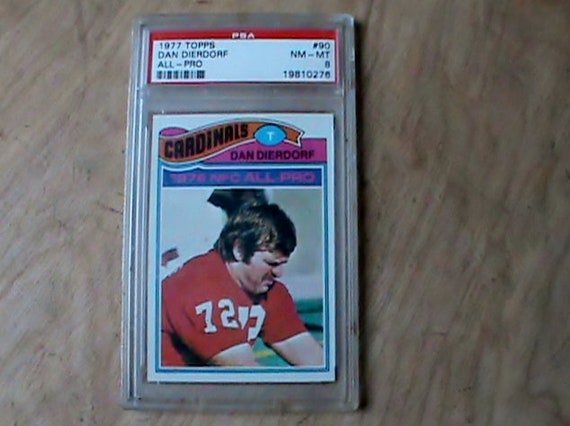 PSA
1977 TOPPS #90
DAN DIERDORF NM-MT
ALL-PRO 8
19810276
CARDINALS
T
DAN DIERDORF
1976 NFC ALL PRO
72
72